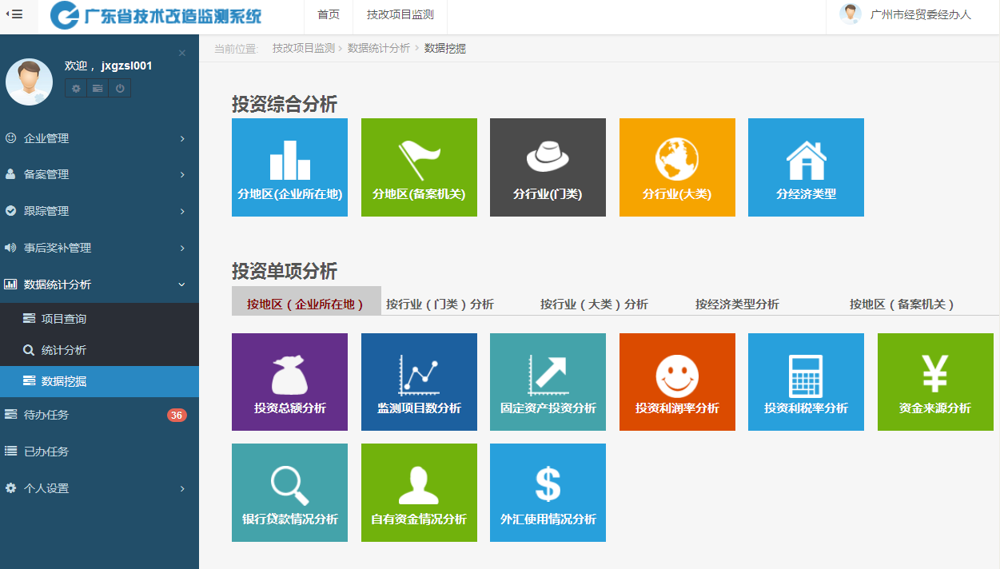 广东省技术改造监测系统 首页 技改项目监测 广州市经贸委经办人
欢迎， jxgzsl001
企业管理
备案管理
跟踪管理
事后奖补管理
数据统计分析
项目查询
统计分析
数据挖掘
待办任务 36
已办任务
个人设置
当前位置: 技改项目监测 › 数据统计分析 › 数据挖掘
投资综合分析
分地区(企业所在地) 分地区(备案机关) 分行业(门类) 分行业(大类) 分经济类型
投资单项分析
按地区（企业所在地） 按行业（门类）分析 按行业（大类）分析 按经济类型分析 按地区（备案机关）
¥
投资总额分析 监测项目数分析 固定资产投资分析 投资利润率分析 投资利税率分析 资金来源分析
$
银行贷款情况分析 自有资金情况分析 外汇使用情况分析